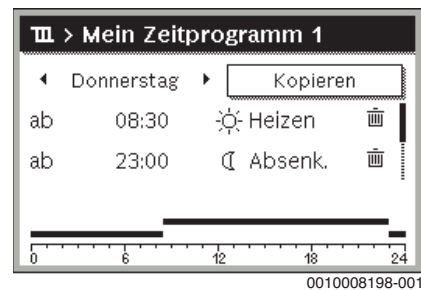 > Mein Zeitprogramm 1
Donnerstag Kopieren
ab 08:30 Heizen
ab 23:00 Absenk.
0 6 12 18 24
0010008198-001